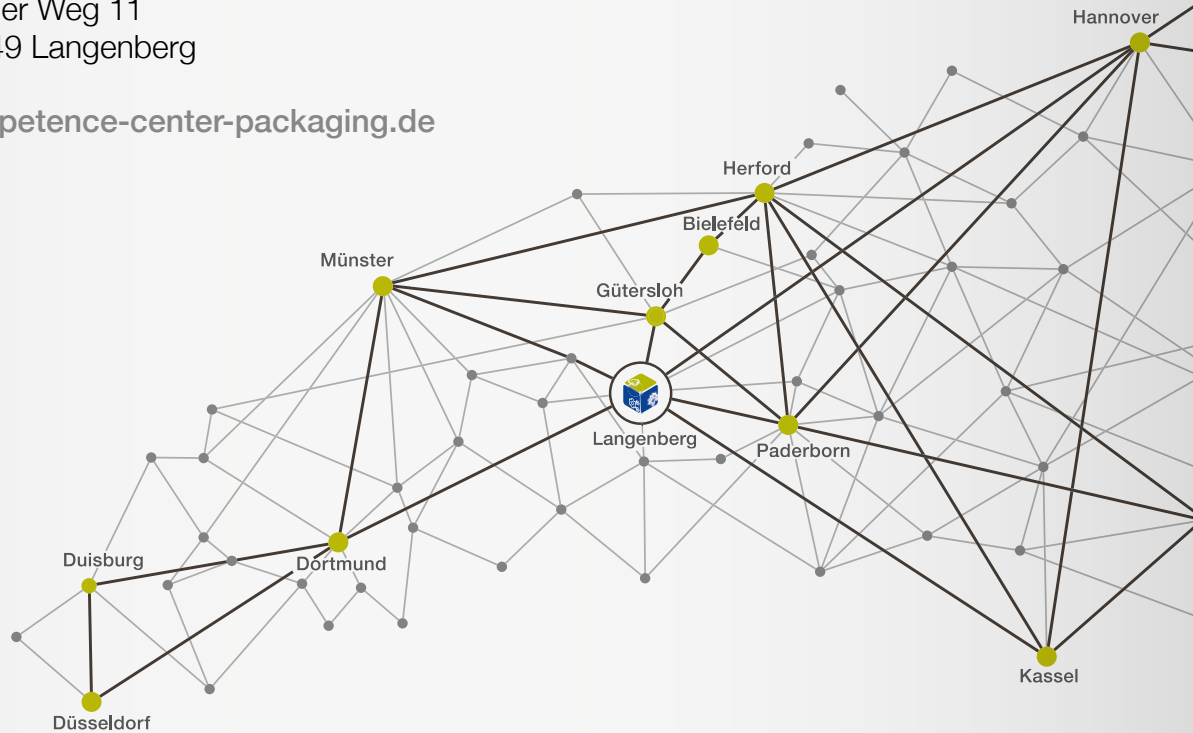 er Weg 11
49 Langenberg
petence-center-packaging.de
Hannover
Herford
Bielefeld
Münster
Gütersloh
Langenberg
Paderborn
Duisburg
Dortmund
Kassel
Düsseldorf